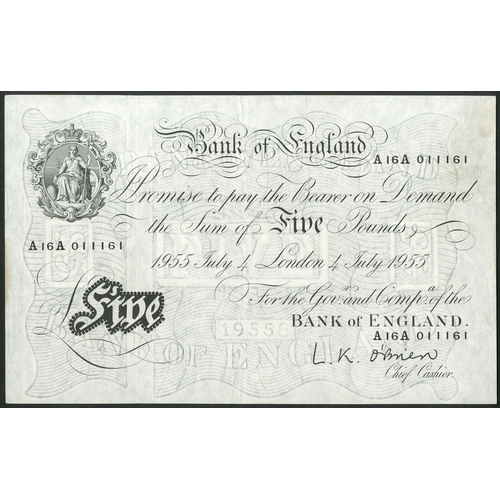 Bank of England
A16A 011161
I Promise to pay the Bearer on Demand
the Sum of Five Pounds
A16A 011161
1955 July 4 London 4 July 1955
For the Govr. and Compa. of the
BANK of ENGLAND.
£Five
A16A 011161
L. K. O'Brien
Chief Cashier.